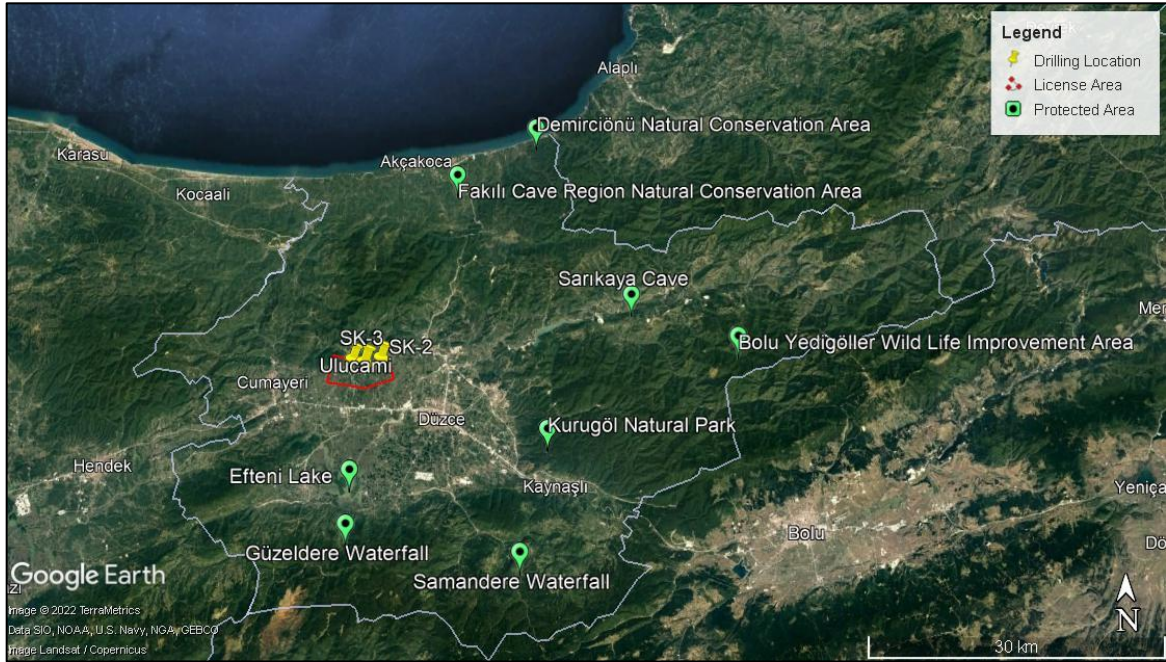 Legend
Drilling Location
License Area
Protected Area
Alaplı
Demirciönü Natural Conservation Area
Karasu
Akçakoca
Kocaali
Fakılı Cave Region Natural Conservation Area
Sarıkaya Cave
SK-3
SK-2
Bolu Yedigöller Wild Life Improvement Area
Ulucami
Cumayeri
Düzce
Kurugöl Natural Park
Hendek
Efteni Lake
Kaynaşlı
Yeniça
Bolu
Güzeldere Waterfall
Samandere Waterfall
Google Earth
Image © 2022 TerraMetrics
Data SIO, NOAA, U.S. Navy, NGA, GEBCO
Image Landsat / Copernicus
N
30 km